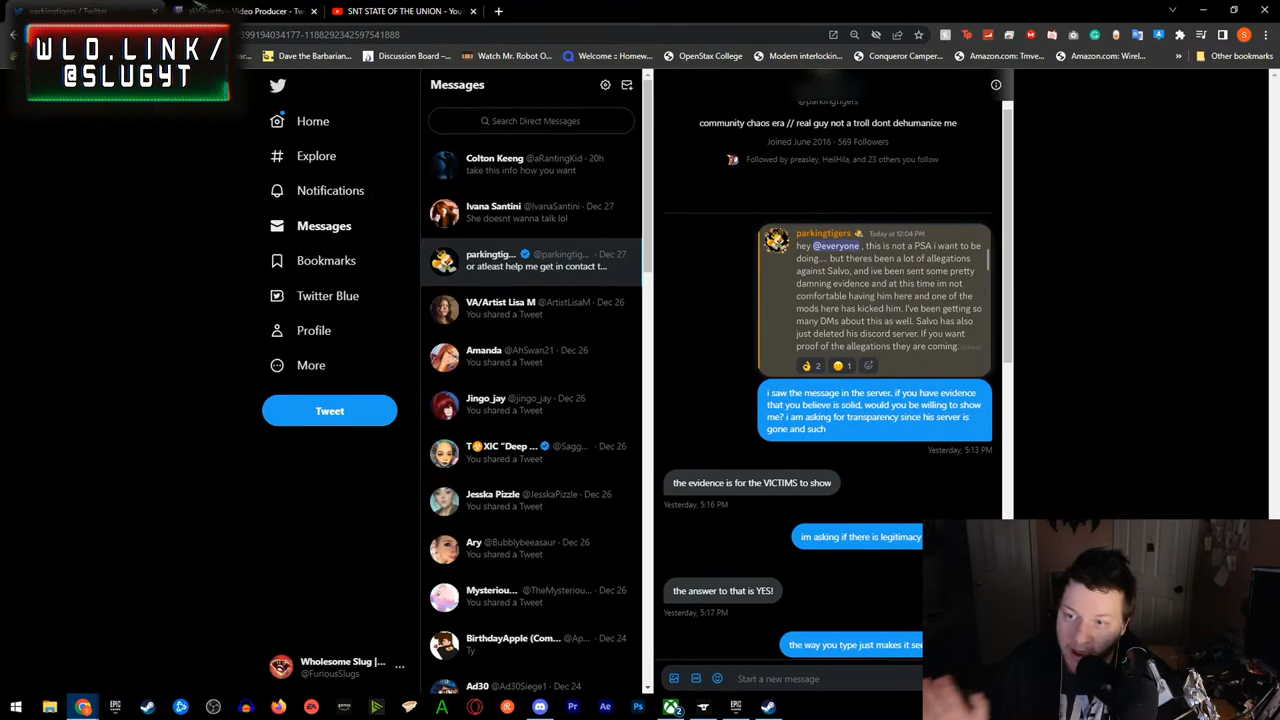 parkingtigers / Twitter
Video Producer - Tw
SNT STATE OF THE UNION - Yo
399194034177-1188292342597541888
WLO.LINK/
@SLUGYT
Dave the Barbarian...
Discussion Board –...
Watch Mr. Robot O...
Welcome :: Homew...
OpenStax College
Modern interlockin...
Conqueror Camper...
Amazon.com: Tmoe...
Amazon.com: Wirel...
Other bookmarks
Home
Explore
Notifications
Messages
Bookmarks
Twitter Blue
Profile
More
Tweet
Wholesome Slug |...
@FuriousSlugs
Messages
Search Direct Messages
Colton Keeng @aRantingKid · 20h
take this info how you want
Ivana Santini @IvanaSantini · Dec 27
She doesnt wanna talk lol
parkingtig... @parkingtig... · Dec 27
or atleast help me get in contact t...
VA/Artist Lisa M @ArtistLisaM · Dec 26
You shared a Tweet
Amanda @AhSwan21 · Dec 26
You shared a Tweet
Jingo_jay @jingo_jay · Dec 26
You shared a Tweet
T🪙XIC "Deep ... @Sagg... · Dec 26
You shared a Tweet
Jesska Pizzle @JesskaPizzle · Dec 26
You shared a Tweet
Ary @Bubblybeeasaur · Dec 26
You shared a Tweet
Mysteriou... @TheMysteriou... · Dec 26
You shared a Tweet
BirthdayApple (Com... @Ap... · Dec 24
Ty
Ad30 @Ad30Siege1 · Dec 24
@parkingtigers
community chaos era // real guy not a troll dont dehumanize me
Joined June 2016 · 569 Followers
Followed by preasley, HeilHila, and 23 others you follow
parkingtigers Today at 12:04 PM
hey @everyone , this is not a PSA i want to be
doing.... but theres been a lot of allegations
against Salvo, and ive been sent some pretty
damning evidence and at this time im not
comfortable having him here and one of the
mods here has kicked him. I've been getting so
many DMs about this as well. Salvo has also
just deleted his discord server. If you want
proof of the allegations they are coming.
2
1
i saw the message in the server. if you have evidence
that you believe is solid, would you be willing to show
me? i am asking for transparency since his server is
gone and such
Yesterday, 5:13 PM
the evidence is for the VICTIMS to show
Yesterday, 5:16 PM
im asking if there is legitimacy
the answer to that is YES!
Yesterday, 5:17 PM
the way you type just makes it see
Start a new message